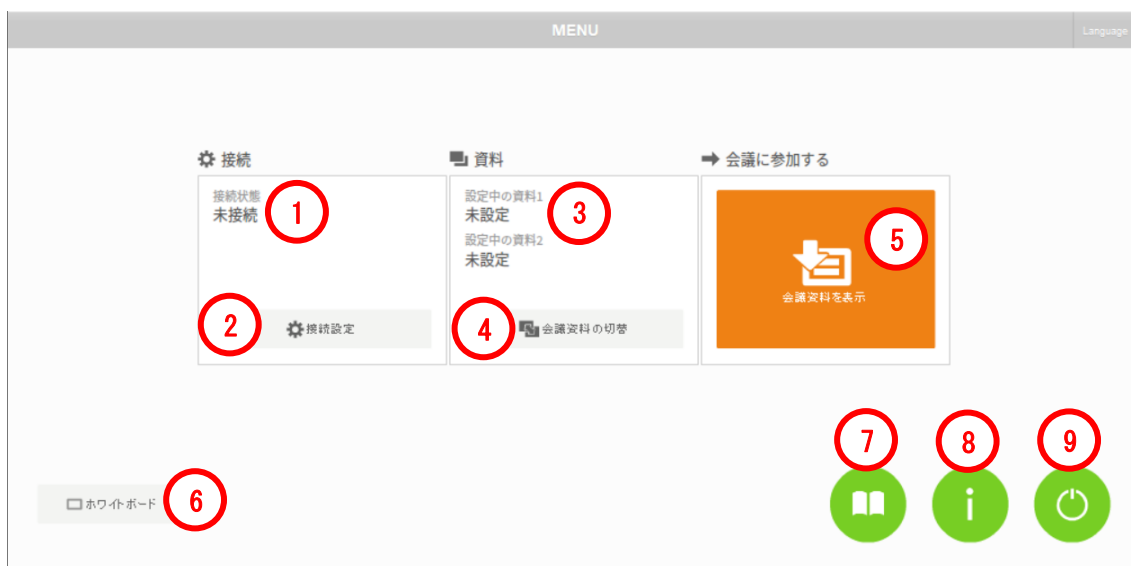 MENU
Language
接続
資料
会議に参加する
接続状態
未接続
1
設定中の資料1
未設定
3
設定中の資料2
未設定
5
会議資料を表示
2
接続設定
4
会議資料の切替
7
8
9
ホワイトボード
6
i